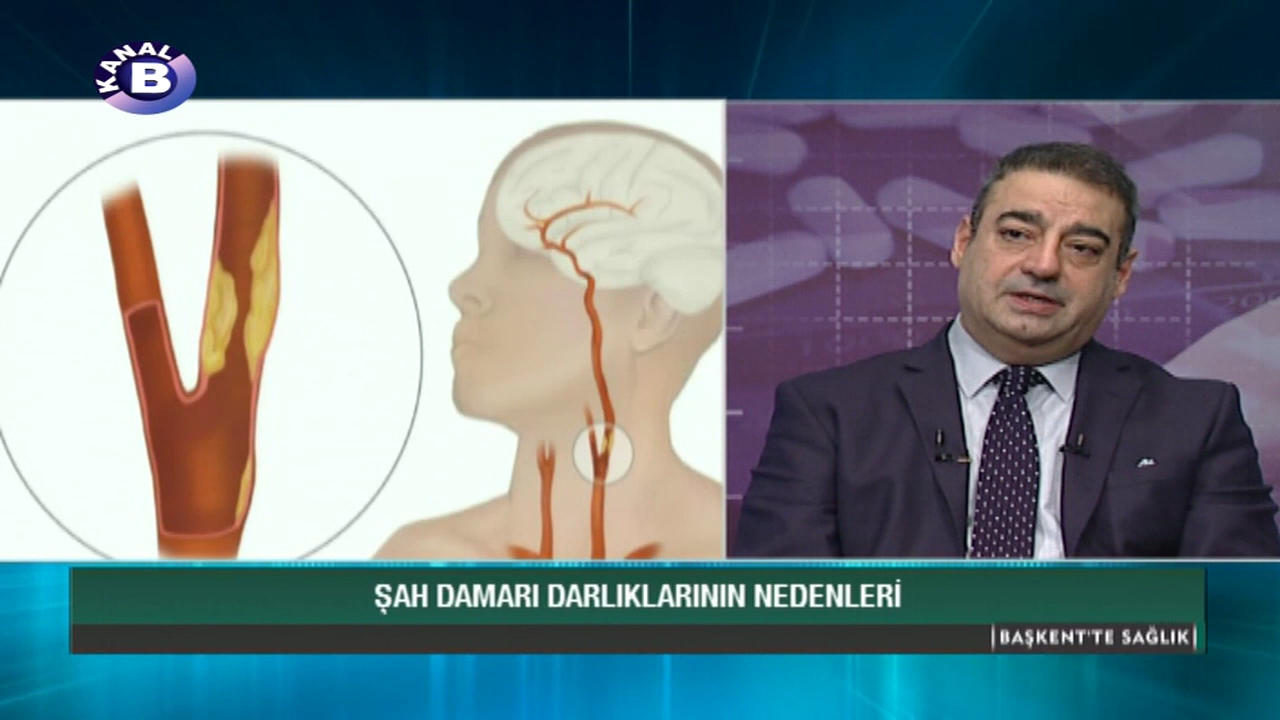 KANAL B
ŞAH DAMARI DARLIKLARININ NEDENLERİ
BAŞKENT'TE SAĞLIK